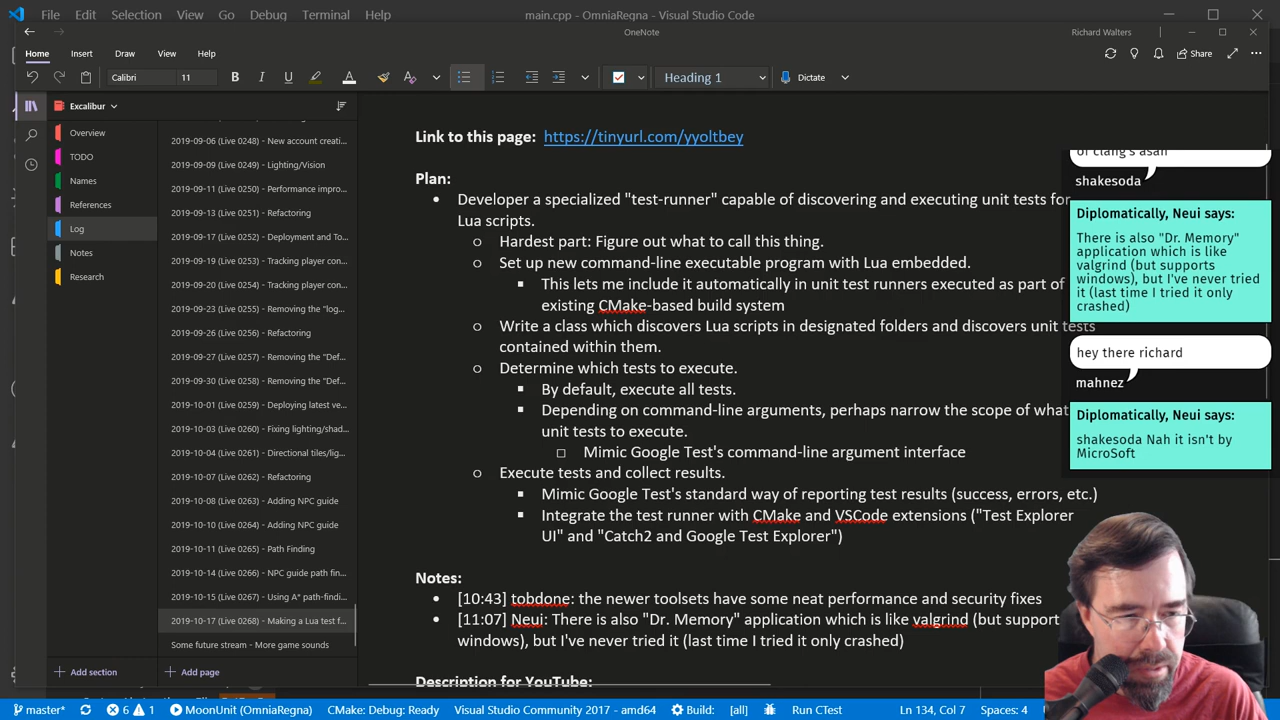 File Edit Selection View Go Debug Terminal Help
main.cpp - OmniaRegna - Visual Studio Code
OneNote
Richard Walters
Home Insert Draw View Help
Share
Calibri 11 B I U A Heading 1 Dictate
Excalibur
Overview
TODO
Names
References
Log
Notes
Research
2019-09-06 (Live 0248) - New account creati...
2019-09-09 (Live 0249) - Lighting/Vision
2019-09-11 (Live 0250) - Performance impro...
2019-09-13 (Live 0251) - Refactoring
2019-09-17 (Live 0252) - Deployment and To...
2019-09-19 (Live 0253) - Tracking player con...
2019-09-20 (Live 0254) - Tracking player con...
2019-09-23 (Live 0255) - Removing the "log...
2019-09-26 (Live 0256) - Refactoring
2019-09-27 (Live 0257) - Removing the "Def...
2019-09-30 (Live 0258) - Removing the "Def...
2019-10-01 (Live 0259) - Deploying latest ve...
2019-10-03 (Live 0260) - Fixing lighting/shad...
2019-10-04 (Live 0261) - Directional tiles/lig...
2019-10-07 (Live 0262) - Refactoring
2019-10-08 (Live 0263) - Adding NPC guide
2019-10-10 (Live 0264) - Adding NPC guide
2019-10-11 (Live 0265) - Path Finding
2019-10-14 (Live 0266) - NPC guide path fin...
2019-10-15 (Live 0267) - Using A* path-findi...
2019-10-17 (Live 0268) - Making a Lua test f...
Some future stream - More game sounds
Add section
Add page
Link to this page: https://tinyurl.com/yyoltbey
Plan:
Developer a specialized "test-runner" capable of discovering and executing unit tests for
Lua scripts.
Hardest part: Figure out what to call this thing.
Set up new command-line executable program with Lua embedded.
This lets me include it automatically in unit test runners executed as part of
existing CMake-based build system
Write a class which discovers Lua scripts in designated folders and discovers unit tests
contained within them.
Determine which tests to execute.
By default, execute all tests.
Depending on command-line arguments, perhaps narrow the scope of what
unit tests to execute.
Mimic Google Test's command-line argument interface
Execute tests and collect results.
Mimic Google Test's standard way of reporting test results (success, errors, etc.)
Integrate the test runner with CMake and VSCode extensions ("Test Explorer
UI" and "Catch2 and Google Test Explorer")
Notes:
[10:43] tobdone: the newer toolsets have some neat performance and security fixes
[11:07] Neui: There is also "Dr. Memory" application which is like valgrind (but support
windows), but I've never tried it (last time I tried it only crashed)
Description for YouTube:
of clang's asan
shakesoda
Diplomatically, Neui says:
There is also "Dr. Memory"
application which is like
valgrind (but supports
windows), but I've never tried
it (last time I tried it only
crashed)
hey there richard
mahnez
Diplomatically, Neui says:
shakesoda Nah it isn't by
MicroSoft
master* 6 1 MoonUnit (OmniaRegna) CMake: Debug: Ready Visual Studio Community 2017 - amd64 Build: [all] Run CTest Ln 134, Col 7 Spaces: 4